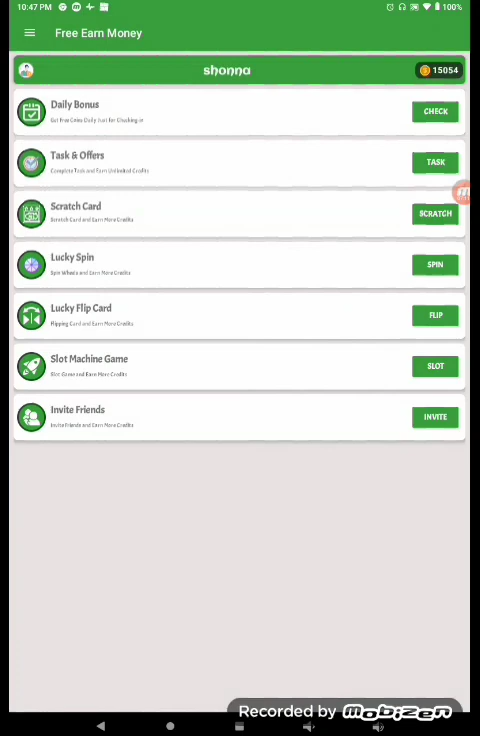 10:47 PM
100%
Free Earn Money
shonna
15054
Daily Bonus
Get Free Coins Daily Just for Checking in
CHECK
Task & Offers
Complete Task and Earn Unlimited Credits
TASK
Scratch Card
Scratch Card and Earn More Credits
SCRATCH
Lucky Spin
Spin Wheels and Earn More Credits
SPIN
Lucky Flip Card
Flipping Card and Earn More Credits
FLIP
Slot Machine Game
Slot Game and Earn More Credits
SLOT
Invite Friends
Invite Friends and Earn More Credits
INVITE
Recorded by Mobizen